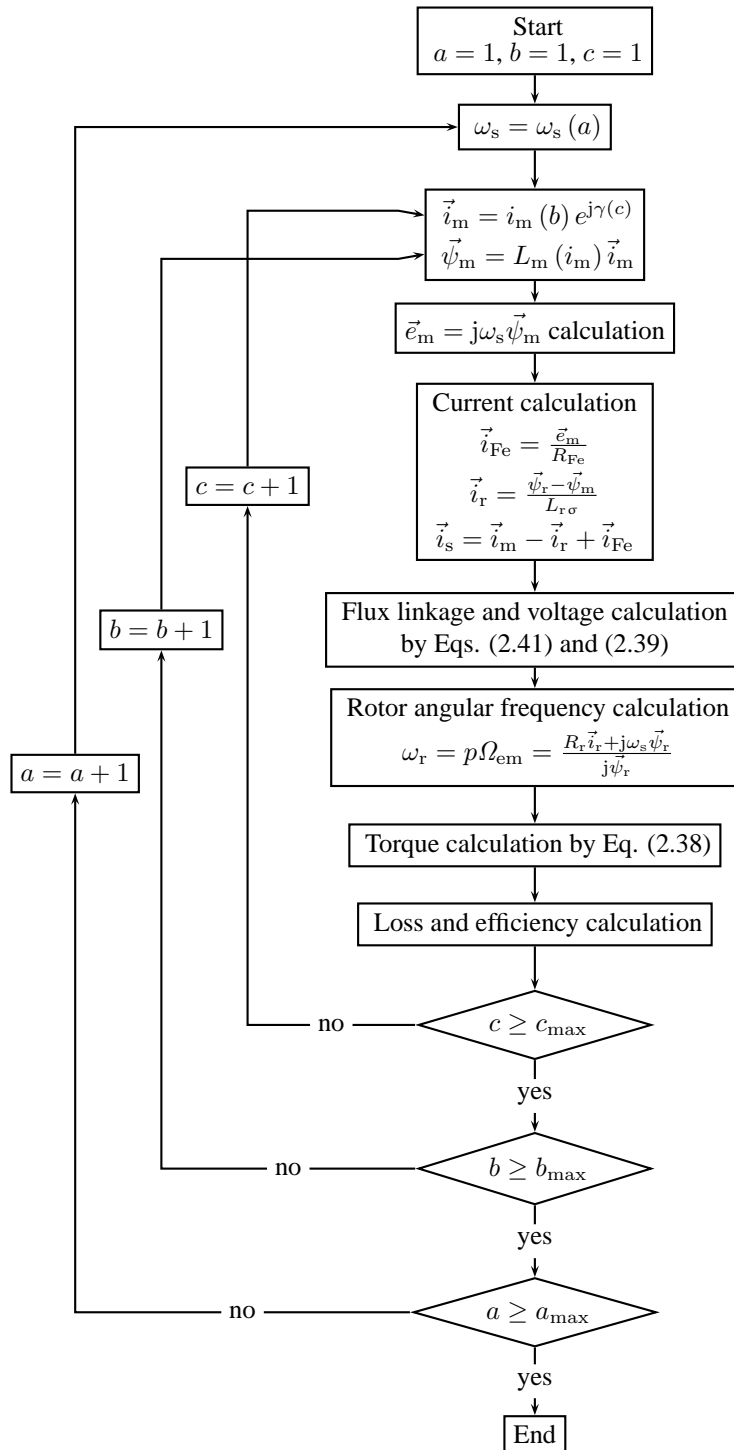 Start
a = 1, b = 1, c = 1
ω_s = ω_s (a)
i⃗_m = i_m (b) e^{jγ(c)}
ψ⃗_m = L_m (i_m) i⃗_m
e⃗_m = jω_s ψ⃗_m calculation
Current calculation
i⃗_Fe = e⃗_m / R_Fe
i⃗_r = (ψ⃗_r − ψ⃗_m) / L_{rσ}
i⃗_s = i⃗_m − i⃗_r + i⃗_Fe
c = c + 1
Flux linkage and voltage calculation
by Eqs. (2.41) and (2.39)
b = b + 1
Rotor angular frequency calculation
ω_r = pΩ_em = (R_r i⃗_r + jω_s ψ⃗_r) / (jψ⃗_r)
a = a + 1
Torque calculation by Eq. (2.38)
Loss and efficiency calculation
c ≥ c_max
no
yes
b ≥ b_max
no
yes
a ≥ a_max
no
yes
End